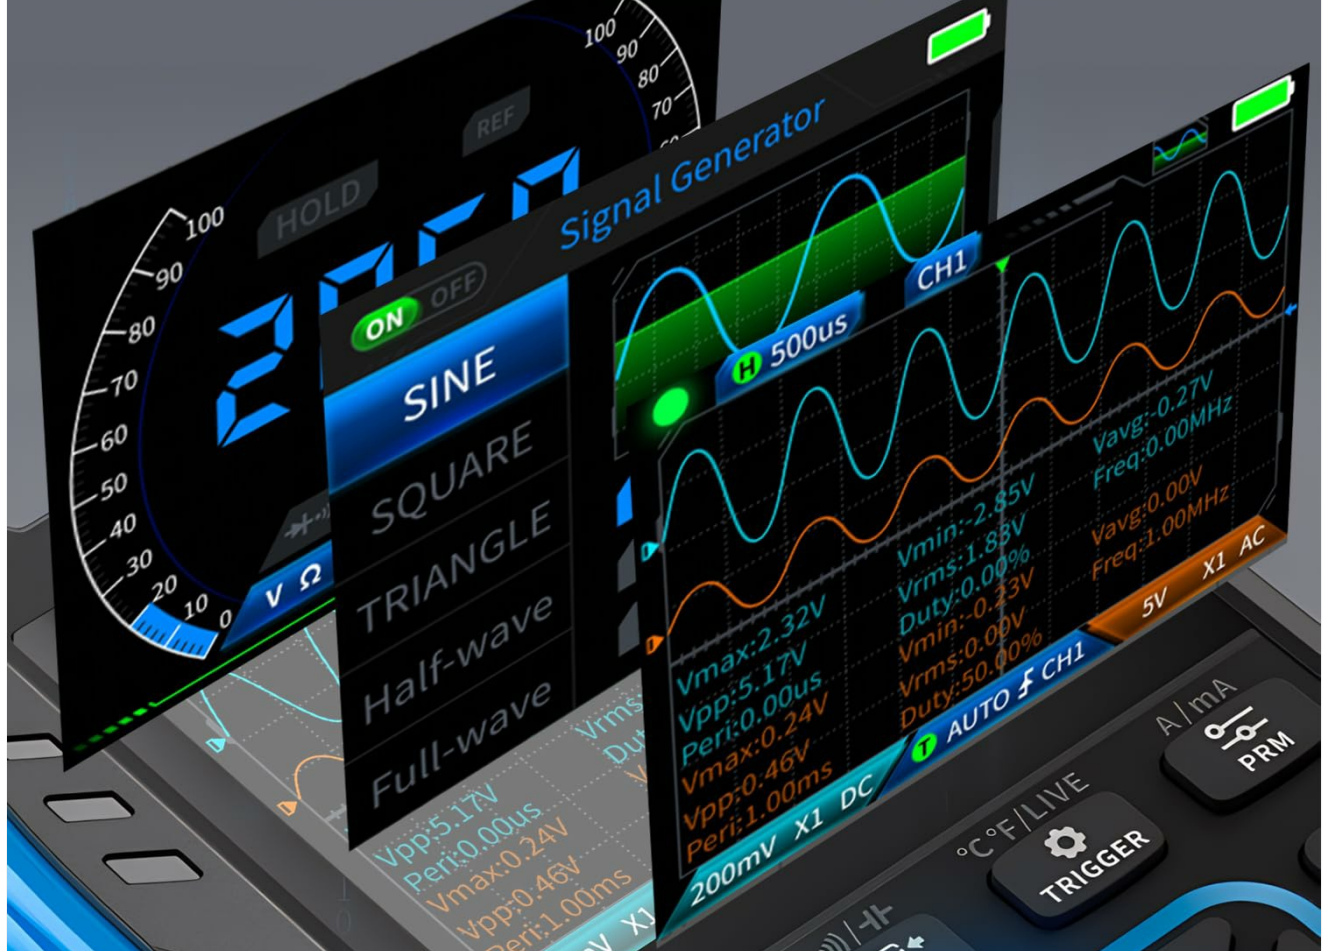 100
90
80
70
REF
HOLD
100
90
80
70
60
50
40
30
20
10
0
V Ω
Signal Generator
ON OFF
SINE
SQUARE
TRIANGLE
Half-wave
Full-wave
CH1
H 500us
Vavg:-0.27V
Freq:0.00MHz
Vavg:0.00V
Freq:1.00MHz
Vmin:-2.85V
Vrms:1.83V
Duty:0.00%
Vmin:-0.23V
Vrms:0.00V
Duty:50.00%
Vmax:2.32V
Vpp:5.17V
Peri:0.00us
Vmax:0.24V
Vpp:0.46V
Peri:1.00ms
200mV X1 DC
T AUTO CH1
5V X1 AC
Vrms:
Vpp:5.17V
Peri:0.00us
Vmax:0.24V
Vpp:0.46V
Peri:1.00ms
X1
A/mA
PRM
°C°F/LIVE
TRIGGER